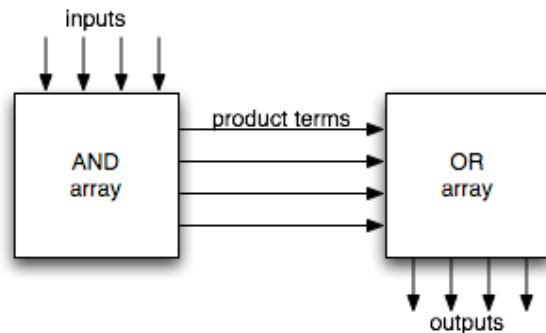 inputs
product terms
AND
array
OR
array
outputs